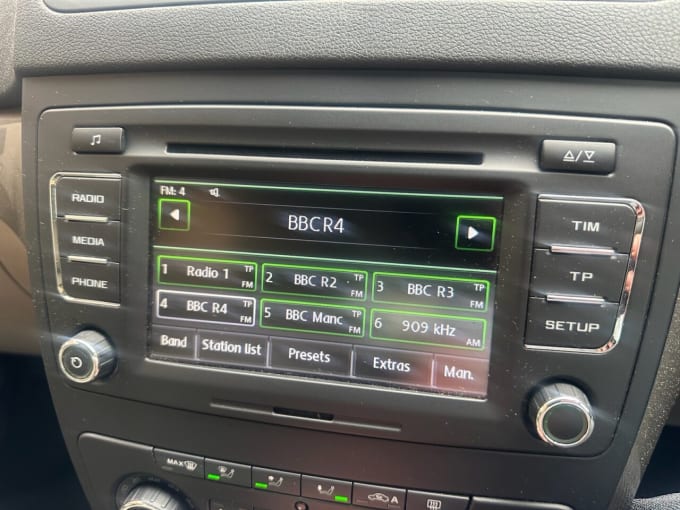 FM: 4
BBC R4
RADIO
MEDIA
PHONE
1 Radio 1 TP FM
2 BBC R2 TP FM
3 BBC R3 TP FM
4 BBC R4 TP FM
5 BBC Manc TP FM
6 909 kHz AM
Band
Station list
Presets
Extras
Man.
TIM
TP
SETUP
MAX
A